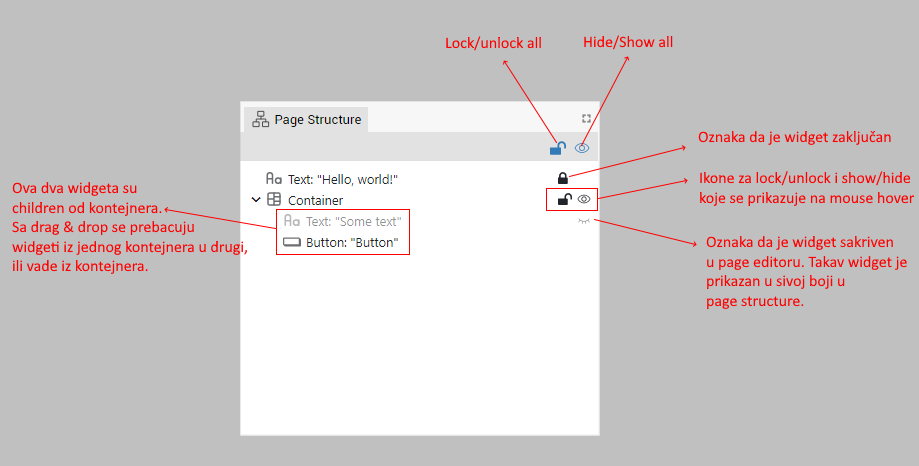 Lock/unlock all
Hide/Show all
Page Structure
Oznaka da je widget zaključan
Text: "Hello, world!"
Container
Text: "Some text"
Button: "Button"
Ikone za lock/unlock i show/hide
koje se prikazuje na mouse hover
Ova dva widgeta su
children od kontejnera.
Sa drag & drop se prebacuju
widgeti iz jednog kontejnera u drugi,
ili vade iz kontejnera.
Oznaka da je widget sakriven
u page editoru. Takav widget je
prikazan u sivoj boji u
page structure.